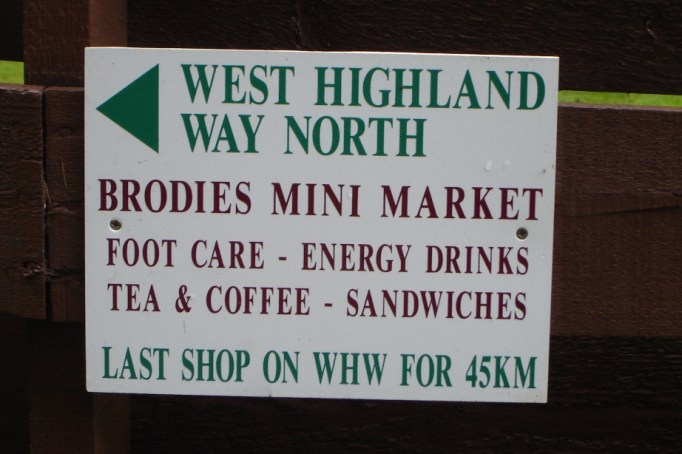 WEST HIGHLAND
WAY NORTH
BRODIES MINI MARKET
FOOT CARE - ENERGY DRINKS
TEA & COFFEE - SANDWICHES
LAST SHOP ON WHW FOR 45KM